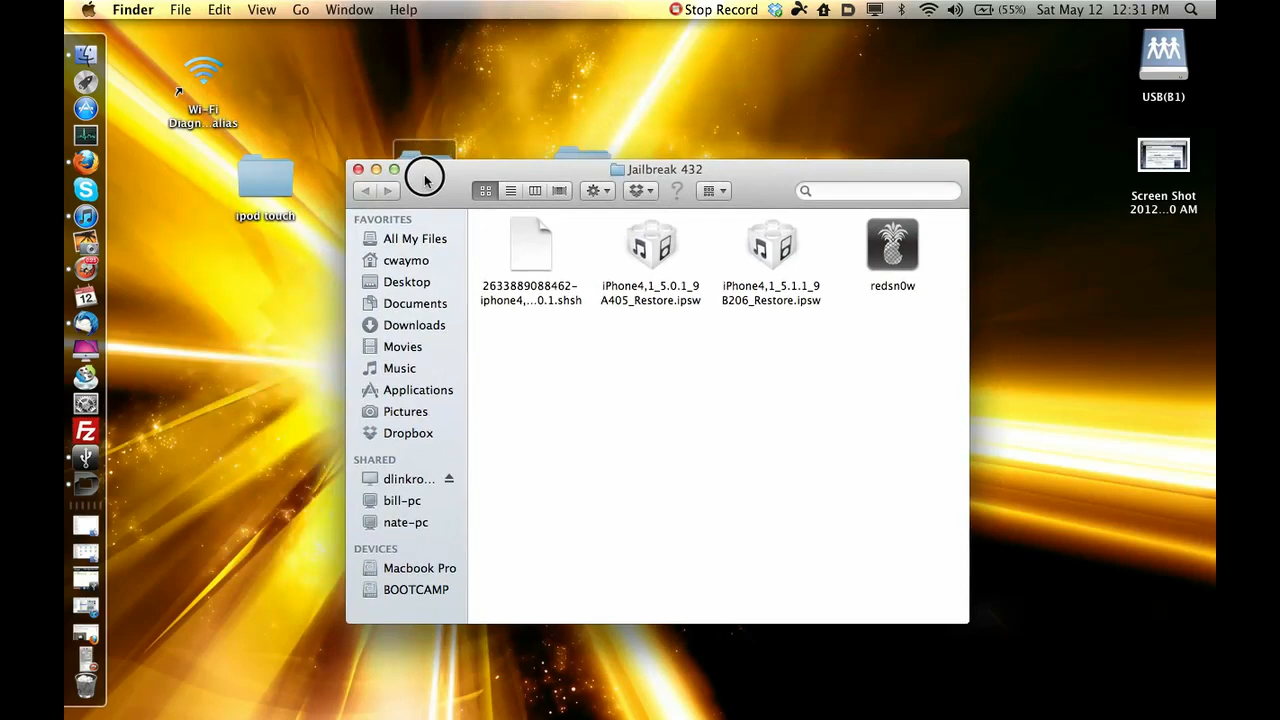 Finder File Edit View Go Window Help Stop Record (55%) Sat May 12 12:31 PM
USB(B1)
Wi-Fi
Diagn...alias
ipod touch
Screen Shot
2012...0 AM
Jailbreak 432
FAVORITES
All My Files
cwaymo
Desktop
Documents
Downloads
Movies
Music
Applications
Pictures
Dropbox
SHARED
dlinkro...
bill-pc
nate-pc
DEVICES
Macbook Pro
BOOTCAMP
2633889088462-
iphone4,...0.1.shsh
iPhone4,1_5.0.1_9
A405_Restore.ipsw
iPhone4,1_5.1.1_9
B206_Restore.ipsw
redsn0w
12
FZ